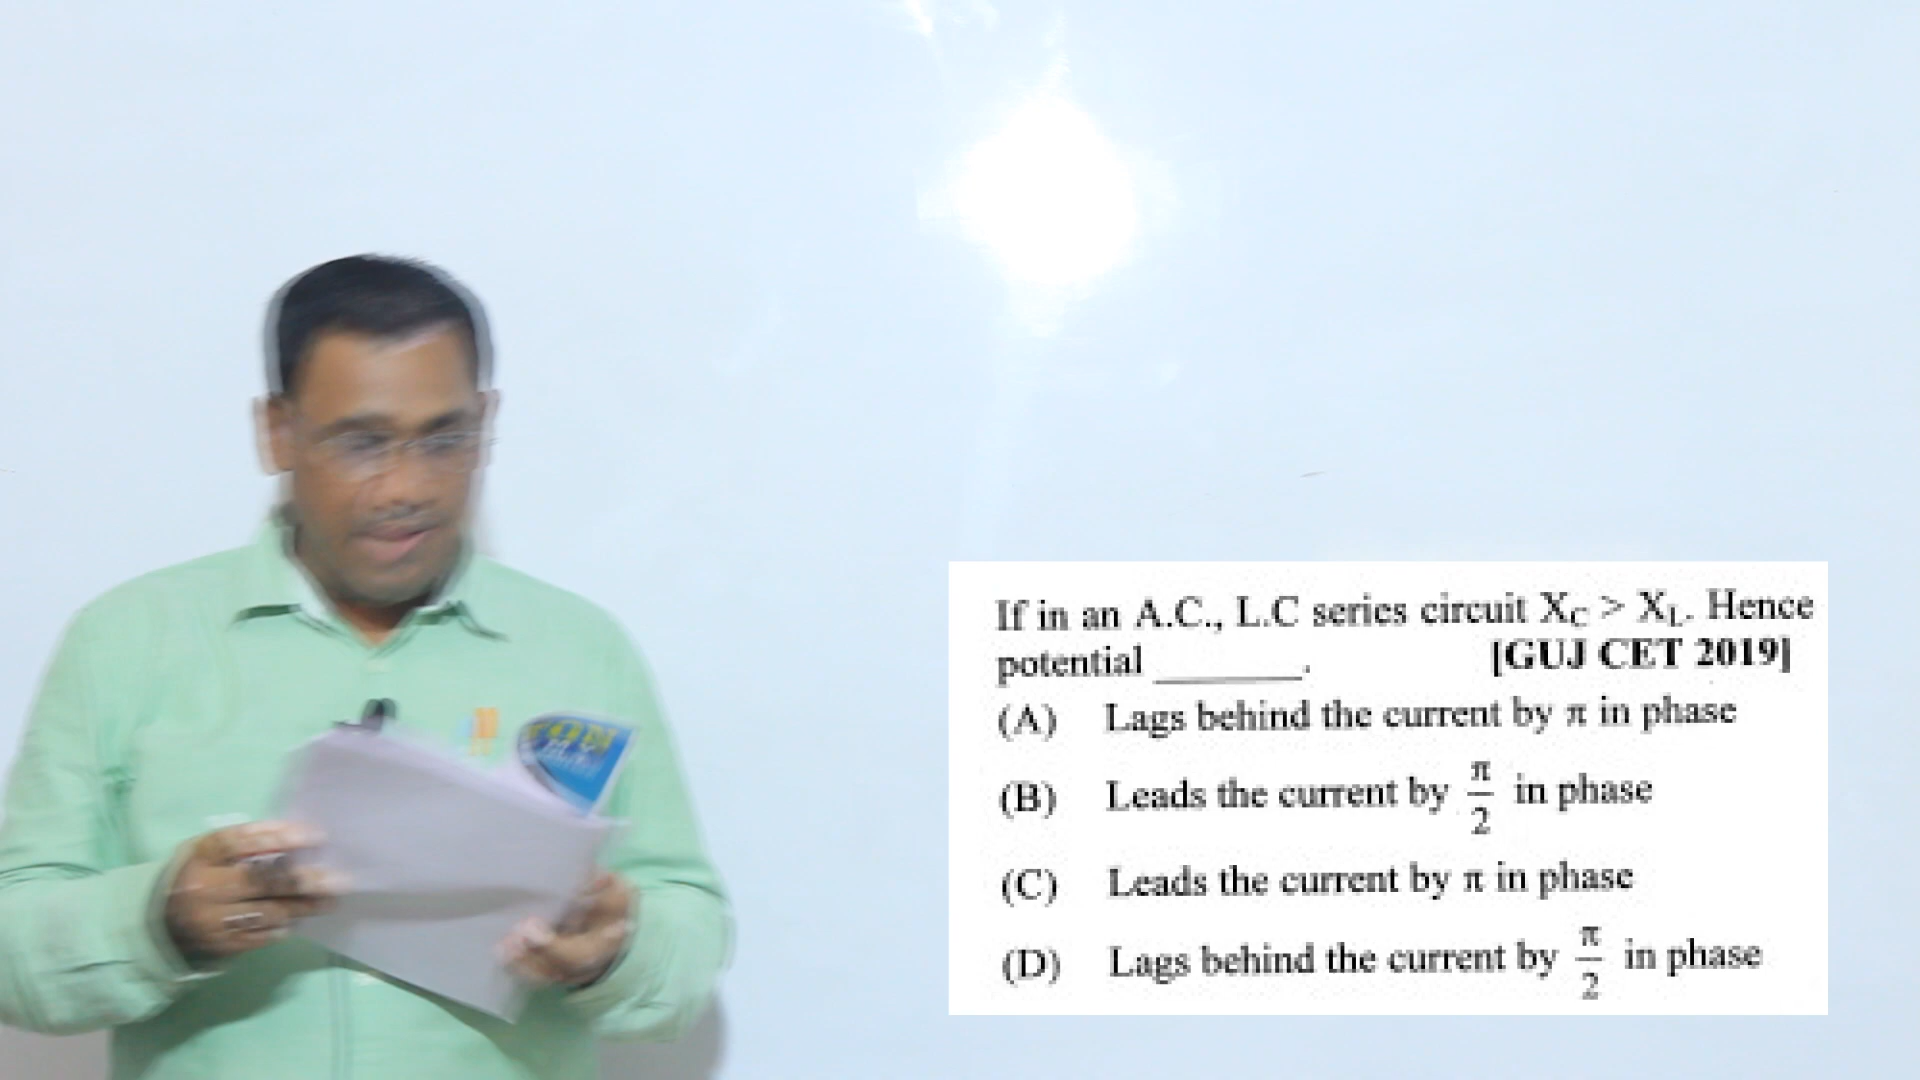 If in an A.C., L.C series circuit X_C > X_L. Hence
potential ________. [GUJ CET 2019]
(A) Lags behind the current by π in phase
(B) Leads the current by π/2 in phase
(C) Leads the current by π in phase
(D) Lags behind the current by π/2 in phase